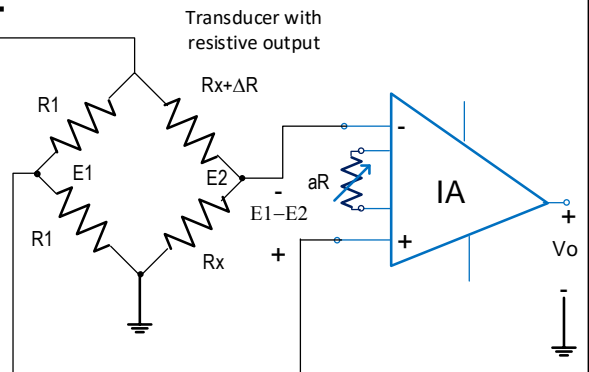 Transducer with
resistive output
Rx+ΔR
R1
E1
E2
-
E1−E2
+
R1
Rx
aR
-
IA
+
+
Vo
-